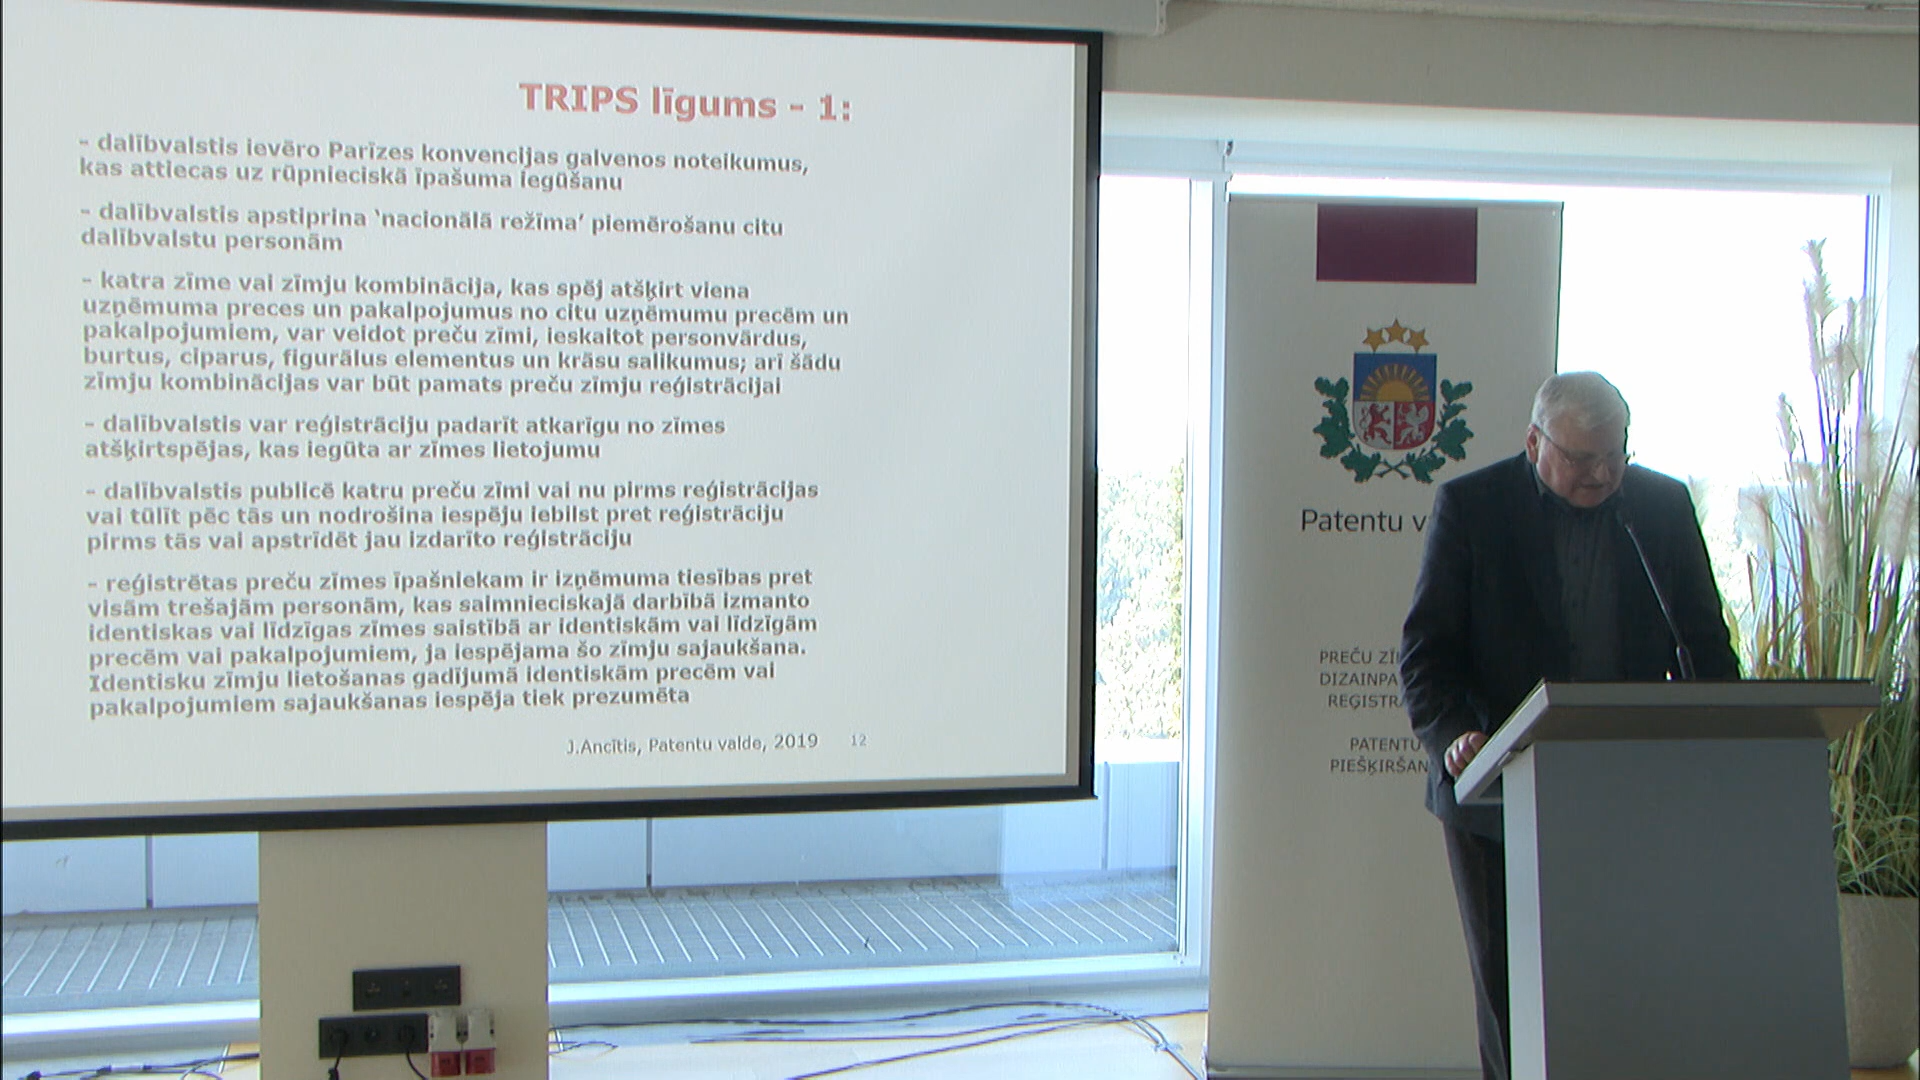 TRIPS līgums - 1:
- dalībvalstis ievēro Parīzes konvencijas galvenos noteikumus,
kas attiecas uz rūpnieciskā īpašuma iegūšanu
- dalībvalstis apstiprina 'nacionālā režīma' piemērošanu citu
dalībvalstu personām
- katra zīme vai zīmju kombinācija, kas spēj atšķirt viena
uzņēmuma preces un pakalpojumus no citu uzņēmumu precēm un
pakalpojumiem, var veidot preču zīmi, ieskaitot personvārdus,
burtus, ciparus, figurālus elementus un krāsu salikumus; arī šādu
zīmju kombinācijas var būt pamats preču zīmju reģistrācijai
- dalībvalstis var reģistrāciju padarīt atkarīgu no zīmes
atšķirtspējas, kas iegūta ar zīmes lietojumu
- dalībvalstis publicē katru preču zīmi vai nu pirms reģistrācijas
vai tūlīt pēc tās un nodrošina iespēju iebilst pret reģistrāciju
pirms tās vai apstrīdēt jau izdarīto reģistrāciju
- reģistrētas preču zīmes īpašniekam ir izņēmuma tiesības pret
visām trešajām personām, kas saimnieciskajā darbībā izmanto
identiskas vai līdzīgas zīmes saistībā ar identiskām vai līdzīgām
precēm vai pakalpojumiem, ja iespējama šo zīmju sajaukšana.
Identisku zīmju lietošanas gadījumā identiskām precēm vai
pakalpojumiem sajaukšanas iespēja tiek prezumēta
J.Ancītis, Patentu valde, 2019 12
Patentu v
PREČU ZĪ
DIZAINPA
REĢISTRA
PATENTU
PIEŠĶIRŠAN